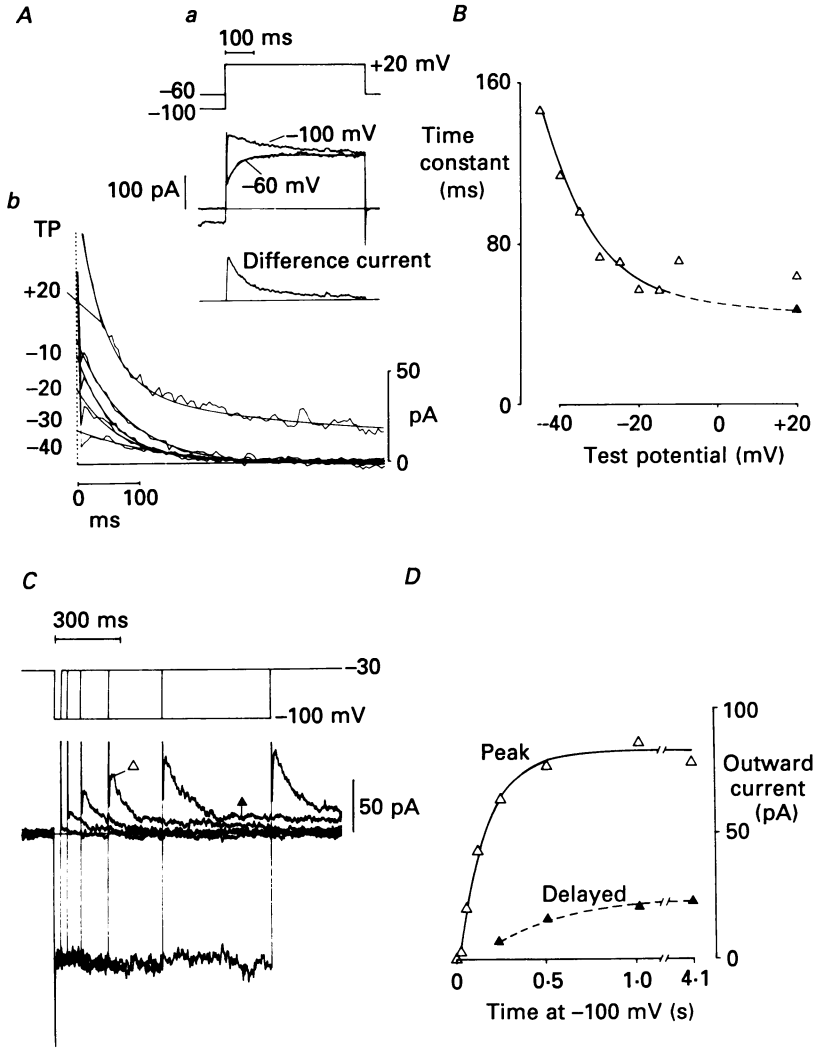 A
a
100 ms
+20 mV
−60
−100
−100 mV
−60 mV
100 pA
Difference current
b
TP
+20
−10
−20
−30
−40
50
pA
0
0 100
ms
B
160
Time
constant
(ms)
80
0
−-40 −20 0 +20
Test potential (mV)
C
300 ms
−30
−100 mV
50 pA
D
100
Peak
Outward
current
(pA)
50
Delayed
0
0 0·5 1·0 4·1
Time at −100 mV (s)